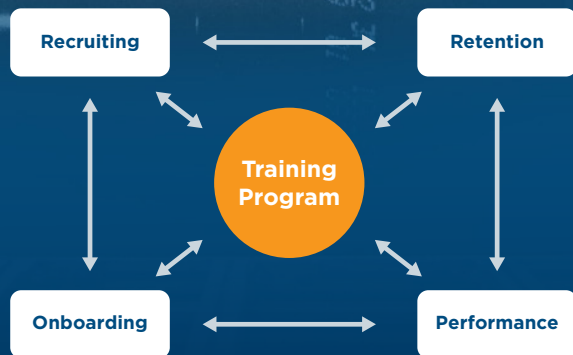 Recruiting
Retention
Training
Program
Onboarding
Performance